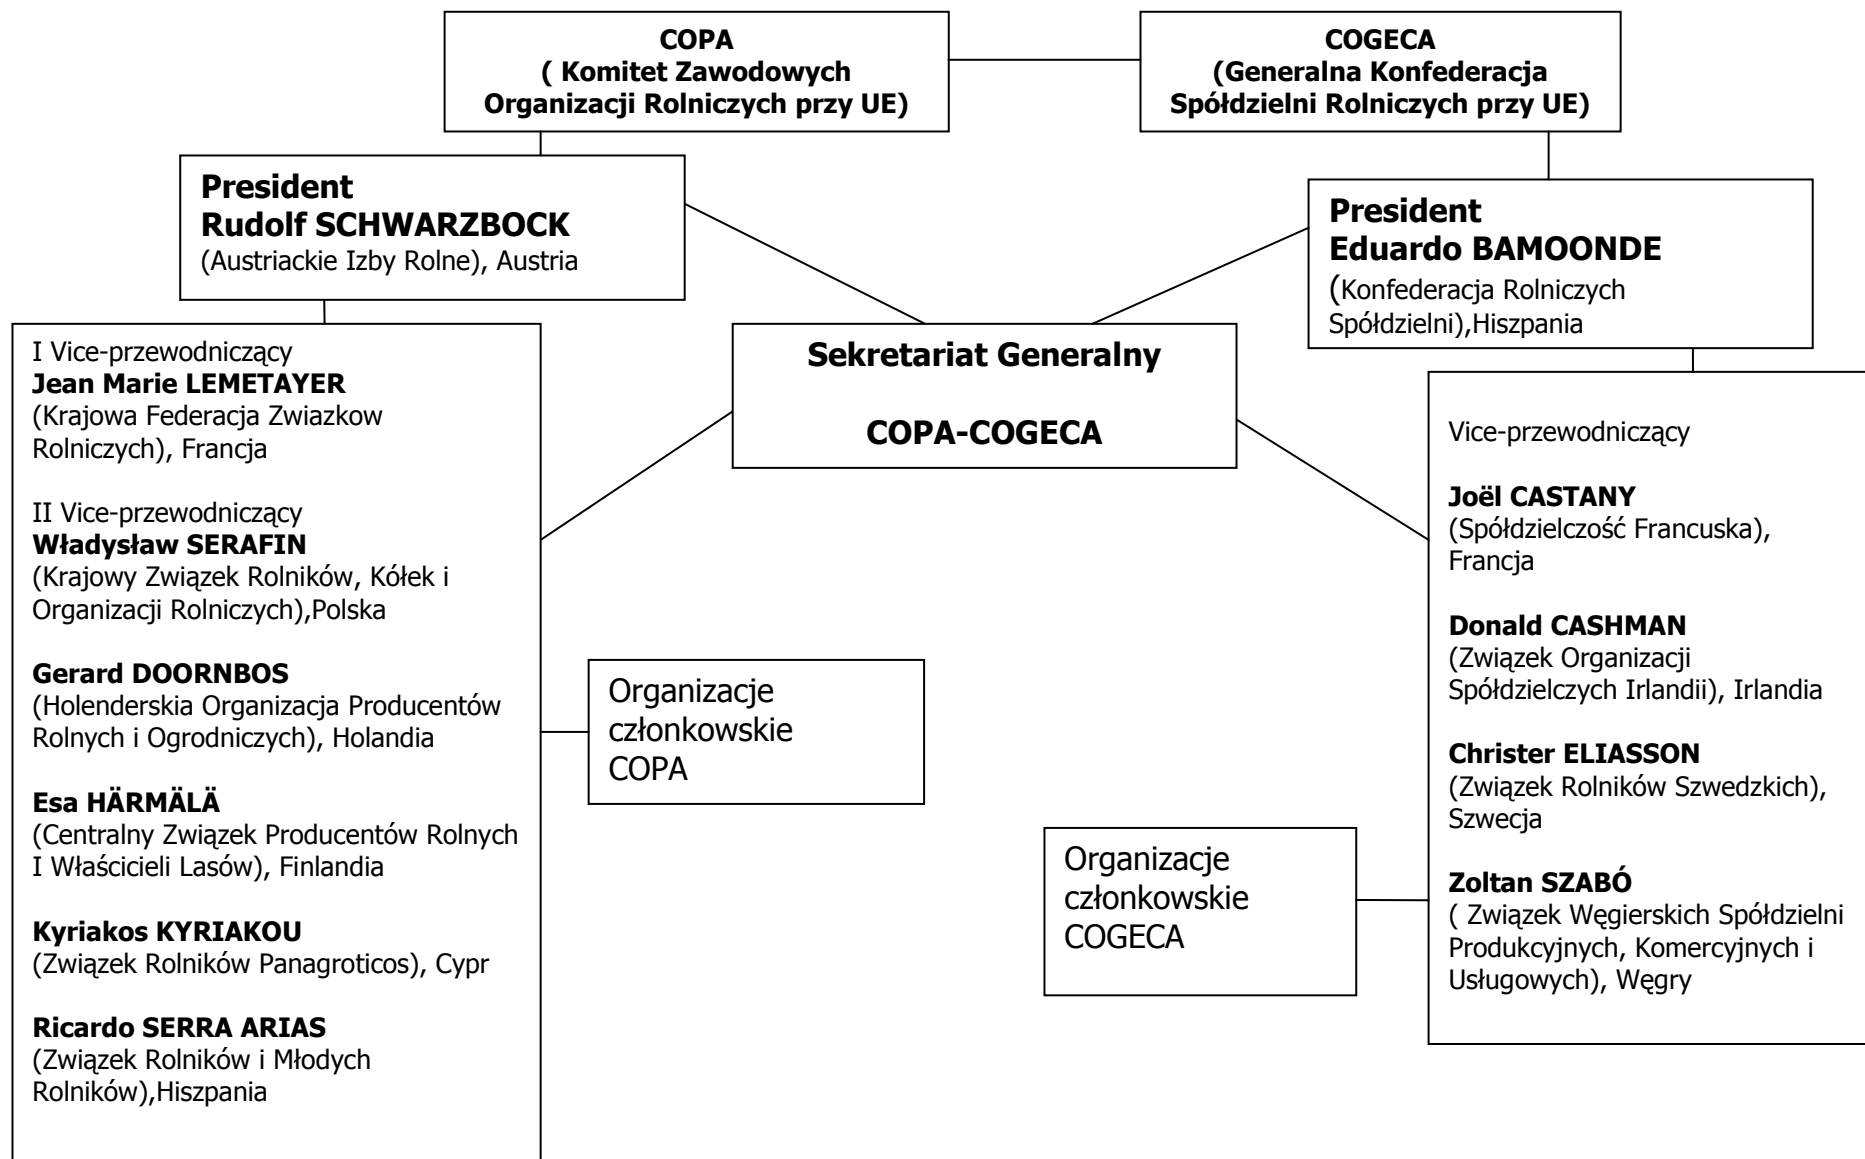 COPA
( Komitet Zawodowych
Organizacji Rolniczych przy UE)
COGECA
(Generalna Konfederacja
Spółdzielni Rolniczych przy UE)
President
Rudolf SCHWARZBOCK
(Austriackie Izby Rolne), Austria
President
Eduardo BAMOONDE
(Konfederacja Rolniczych
Spółdzielni),Hiszpania
Sekretariat Generalny
COPA-COGECA
I Vice-przewodniczący
Jean Marie LEMETAYER
(Krajowa Federacja Zwiazkow
Rolniczych), Francja
II Vice-przewodniczący
Władysław SERAFIN
(Krajowy Związek Rolników, Kółek i
Organizacji Rolniczych),Polska
Gerard DOORNBOS
(Holenderska Organizacja Producentów
Rolnych i Ogrodniczych), Holandia
Esa HÄRMÄLÄ
(Centralny Związek Producentów Rolnych
I Właścicieli Lasów), Finlandia
Kyriakos KYRIAKOU
(Związek Rolników Panagroticos), Cypr
Ricardo SERRA ARIAS
(Związek Rolników i Młodych
Rolników),Hiszpania
Organizacje
członkowskie
COPA
Organizacje
członkowskie
COGECA
Vice-przewodniczący
Joël CASTANY
(Spółdzielczość Francuska),
Francja
Donald CASHMAN
(Związek Organizacji
Spółdzielczych Irlandii), Irlandia
Christer ELIASSON
(Związek Rolników Szwedzkich),
Szwecja
Zoltan SZABÓ
( Związek Węgierskich Spółdzielni
Produkcyjnych, Komercyjnych i
Usługowych), Węgry